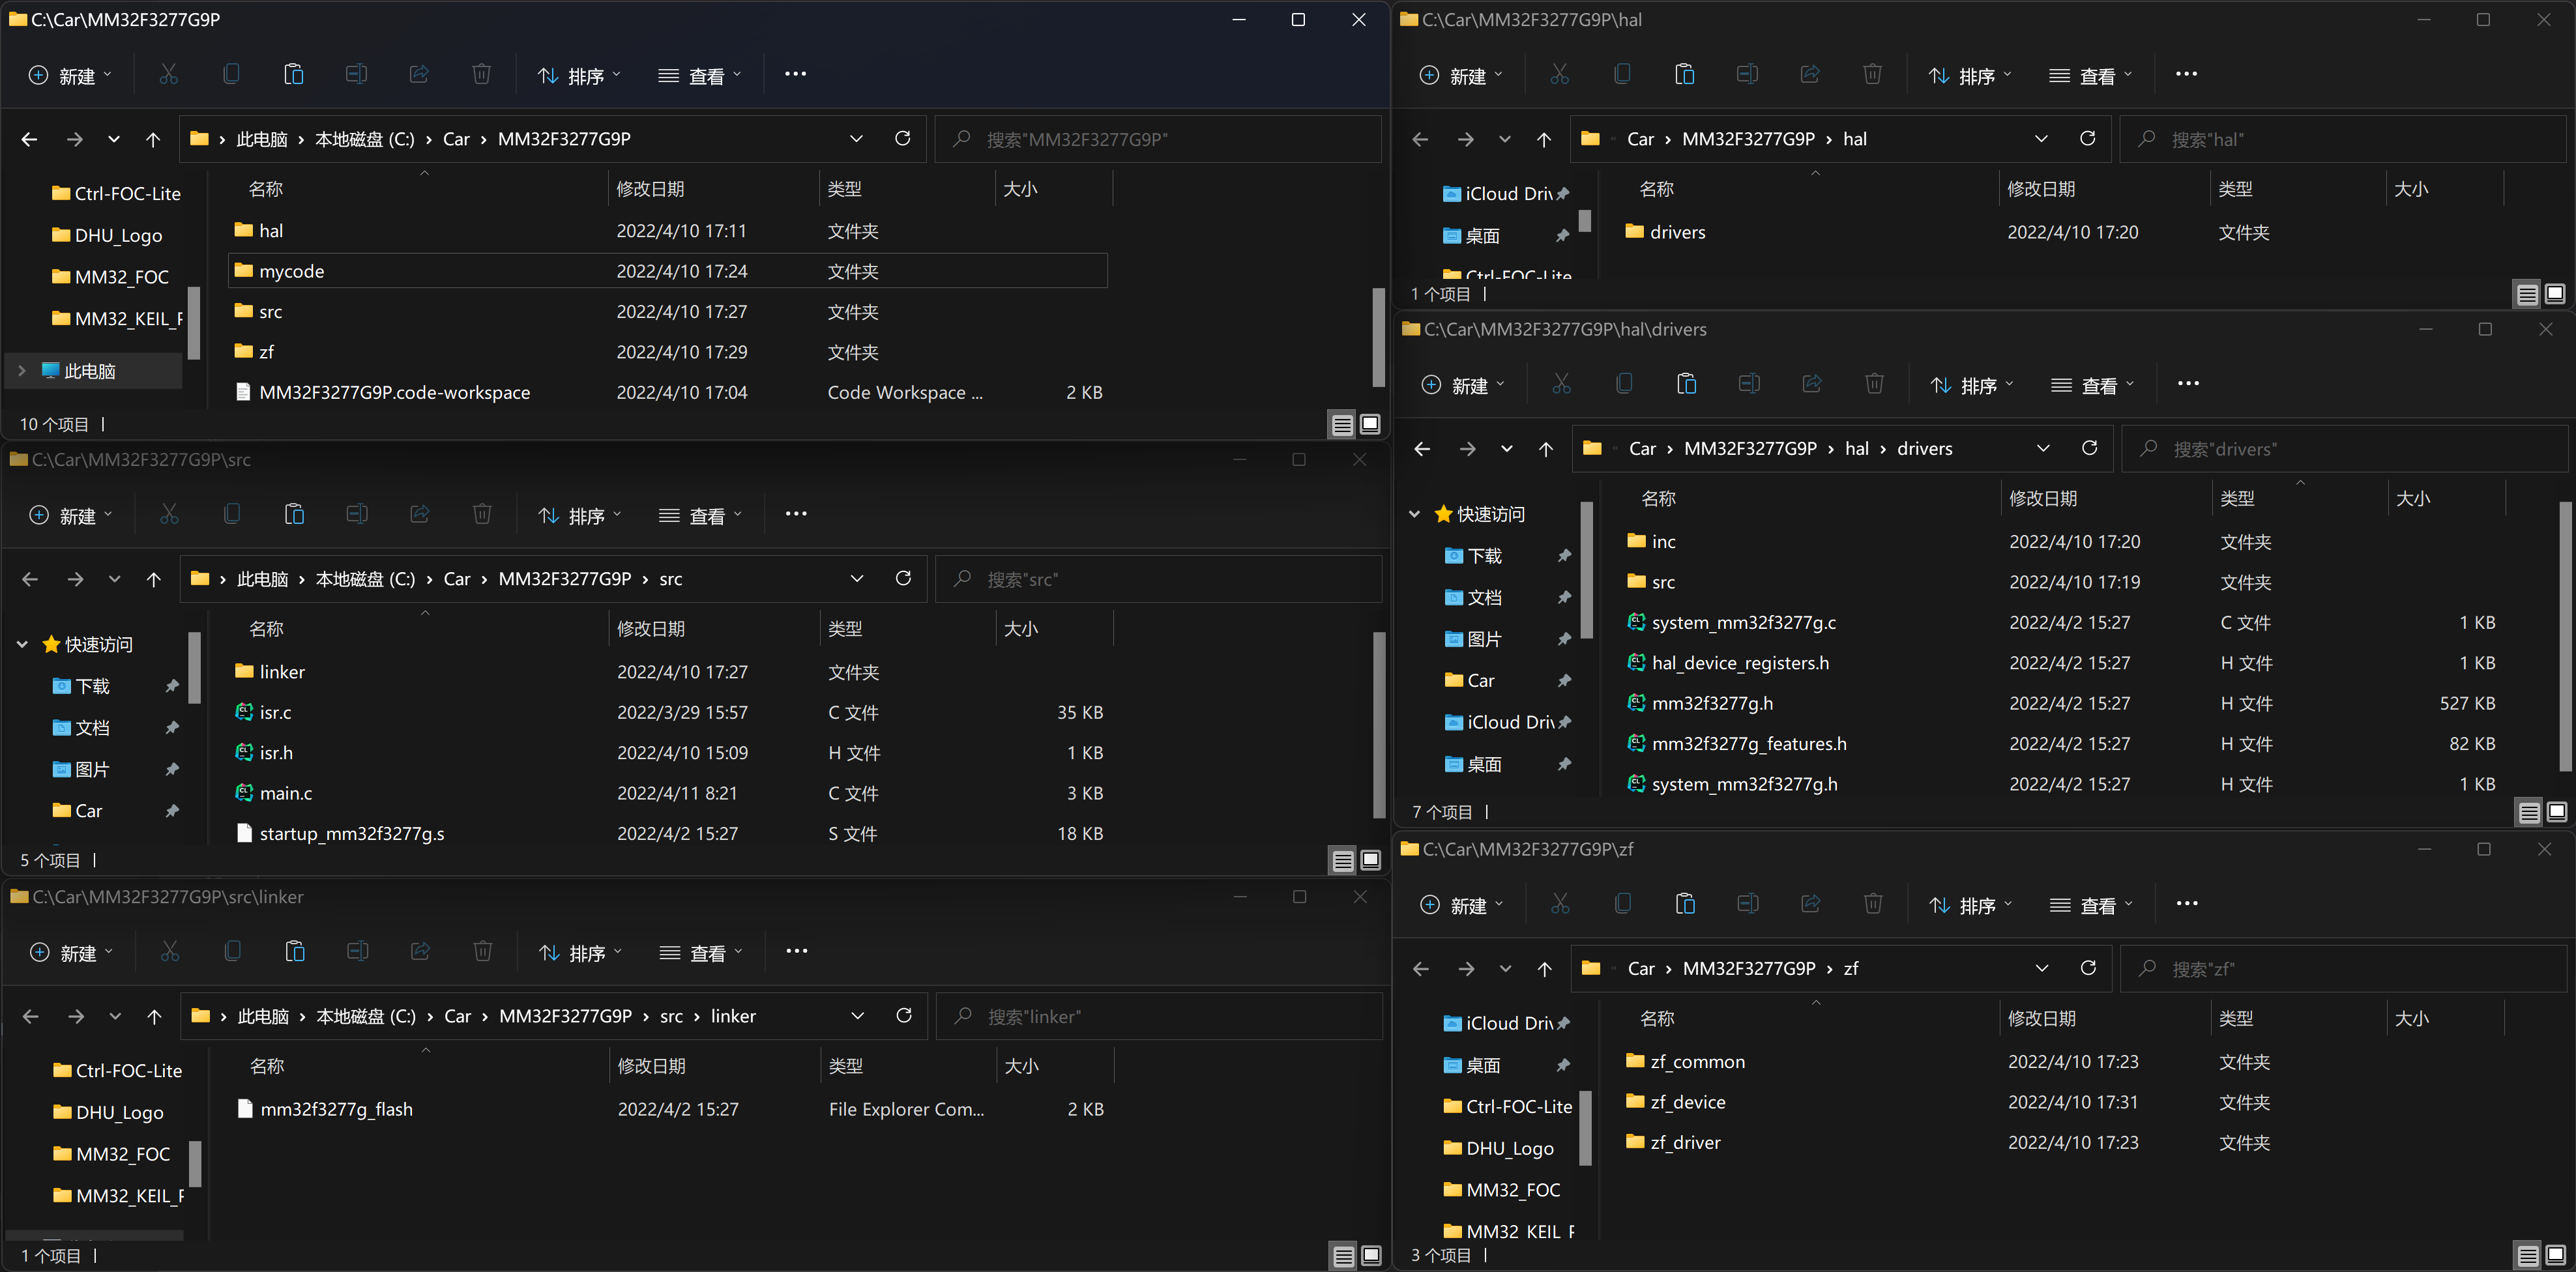 C:\Car\MM32F3277G9P
新建
排序
查看
此电脑 本地磁盘 (C:) Car MM32F3277G9P
搜索"MM32F3277G9P"
名称 修改日期 类型 大小
Ctrl-FOC-Lite
DHU_Logo
MM32_FOC
MM32_KEIL_F
此电脑
hal 2022/4/10 17:11 文件夹
mycode 2022/4/10 17:24 文件夹
src 2022/4/10 17:27 文件夹
zf 2022/4/10 17:29 文件夹
MM32F3277G9P.code-workspace 2022/4/10 17:04 Code Workspace ... 2 KB
10 个项目
C:\Car\MM32F3277G9P\src
新建
排序
查看
此电脑 本地磁盘 (C:) Car MM32F3277G9P src
搜索"src"
名称 修改日期 类型 大小
快速访问
下载
文档
图片
Car
linker 2022/4/10 17:27 文件夹
isr.c 2022/3/29 15:57 C 文件 35 KB
isr.h 2022/4/10 15:09 H 文件 1 KB
main.c 2022/4/11 8:21 C 文件 3 KB
startup_mm32f3277g.s 2022/4/2 15:27 S 文件 18 KB
5 个项目
C:\Car\MM32F3277G9P\src\linker
新建
排序
查看
此电脑 本地磁盘 (C:) Car MM32F3277G9P src linker
搜索"linker"
名称 修改日期 类型 大小
Ctrl-FOC-Lite
DHU_Logo
MM32_FOC
MM32_KEIL_F
mm32f3277g_flash 2022/4/2 15:27 File Explorer Com... 2 KB
1 个项目
C:\Car\MM32F3277G9P\hal
新建
排序
查看
Car MM32F3277G9P hal
搜索"hal"
名称 修改日期 类型 大小
iCloud Driv
桌面
Ctrl-FOC-Lite
drivers 2022/4/10 17:20 文件夹
1 个项目
C:\Car\MM32F3277G9P\hal\drivers
新建
排序
查看
Car MM32F3277G9P hal drivers
搜索"drivers"
名称 修改日期 类型 大小
快速访问
下载
文档
图片
Car
iCloud Driv
桌面
inc 2022/4/10 17:20 文件夹
src 2022/4/10 17:19 文件夹
system_mm32f3277g.c 2022/4/2 15:27 C 文件 1 KB
hal_device_registers.h 2022/4/2 15:27 H 文件 1 KB
mm32f3277g.h 2022/4/2 15:27 H 文件 527 KB
mm32f3277g_features.h 2022/4/2 15:27 H 文件 82 KB
system_mm32f3277g.h 2022/4/2 15:27 H 文件 1 KB
7 个项目
C:\Car\MM32F3277G9P\zf
新建
排序
查看
Car MM32F3277G9P zf
搜索"zf"
名称 修改日期 类型 大小
iCloud Driv
桌面
Ctrl-FOC-Lite
DHU_Logo
MM32_FOC
MM32_KEIL_F
zf_common 2022/4/10 17:23 文件夹
zf_device 2022/4/10 17:31 文件夹
zf_driver 2022/4/10 17:23 文件夹
3 个项目